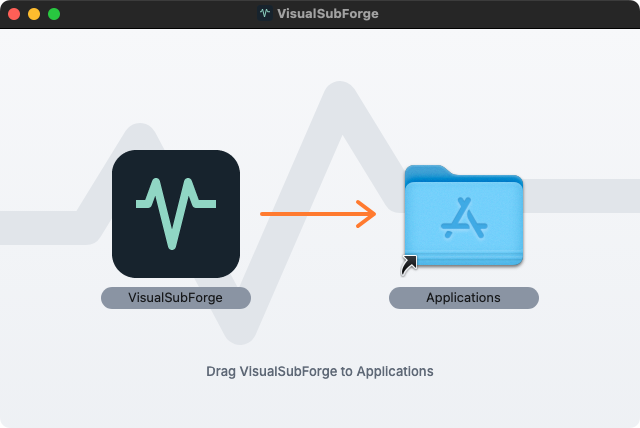 VisualSubForge
VisualSubForge
Applications
Drag VisualSubForge to Applications